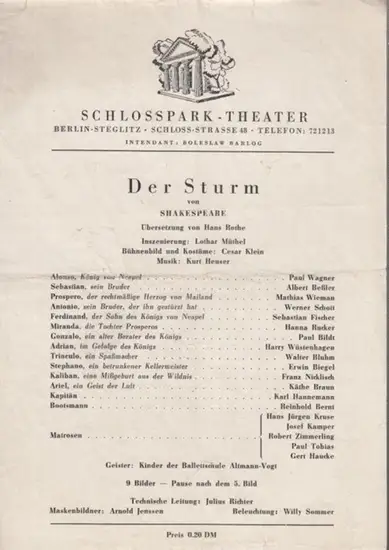 SCHLOSSPARK-THEATER
BERLIN-STEGLITZ · SCHLOSS-STRASSE 48 · TELEFON: 721213
INTENDANT: BOLESLAW BARLOG
Der Sturm
von
SHAKESPEARE
Übersetzung von Hans Rothe
Inszenierung: Lothar Müthel
Bühnenbild und Kostüme: Cesar Klein
Musik: Kurt Heuser
Alonso, König von Neapel . . . Paul Wagner
Sebastian, sein Bruder . . . Albert Beßler
Prospero, der rechtmäßige Herzog von Mailand . . . Mathias Wieman
Antonio, sein Bruder, der ihn gestürzt hat . . . Werner Schott
Ferdinand, der Sohn des Königs von Neapel . . . Sebastian Fischer
Miranda, die Tochter Prosperos . . . Hanna Rucker
Gonzalo, ein alter Berater des Königs . . . Paul Bildt
Adrian, im Gefolge des Königs . . . Harry Wüstenhagen
Trinculo, ein Spaßmacher . . . Walter Bluhm
Stephano, ein betrunkener Kellermeister . . . Erwin Biegel
Kaliban, eine Mißgeburt aus der Wildnis . . . Franz Nicklisch
Ariel, ein Geist der Luft . . . Käthe Braun
Kapitän . . . Karl Hannemann
Bootsmann . . . Reinhold Bernt
Matrosen . . . Hans Jürgen Kruse
Josef Kamper
Robert Zimmerling
Paul Tobias
Gert Haucke
Geister: Kinder der Ballettschule Altmann-Vogt
9 Bilder — Pause nach dem 5. Bild
Technische Leitung: Julius Richter
Maskenbildner: Arnold Jenssen Beleuchtung: Willy Sommer
Preis 0.20 DM